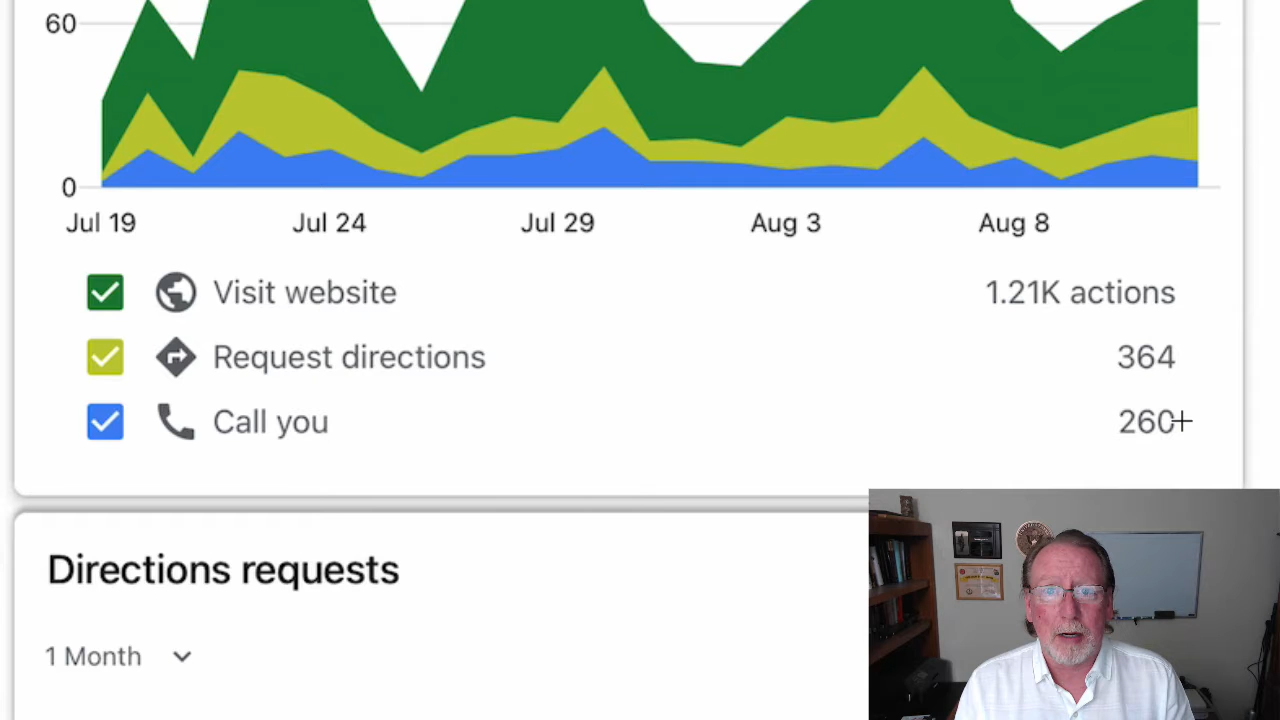 60
0
Jul 19 Jul 24 Jul 29 Aug 3 Aug 8
Visit website 1.21K actions
Request directions 364
Call you 260
Directions requests
1 Month